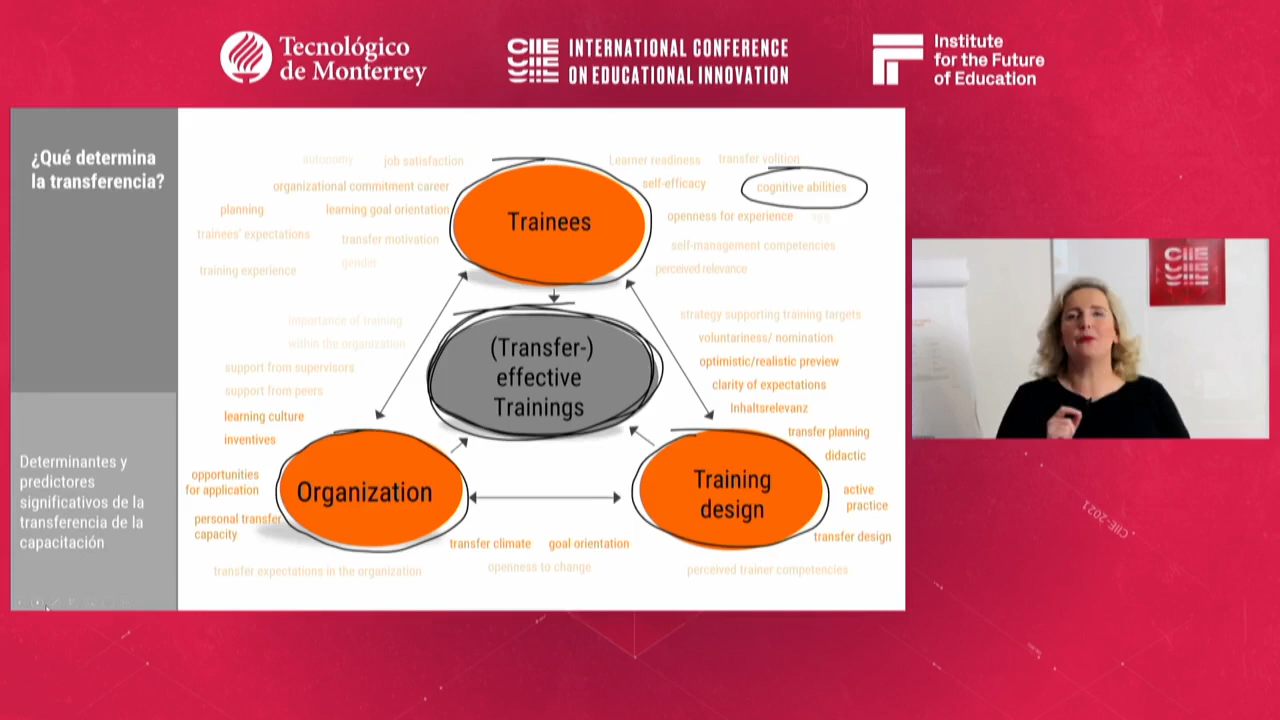 Tecnológico
de Monterrey
CIIE
INTERNATIONAL CONFERENCE
ON EDUCATIONAL INNOVATION
Institute
for the Future
of Education
¿Qué determina
la transferencia?
Determinantes y
predictores
significativos de la
transferencia de la
capacitación
autonomy
job satisfaction
organizational commitment career
planning
learning goal orientation
trainees' expectations
transfer motivation
gender
training experience
Trainees
Learner readiness
transfer volition
self-efficacy
cognitive abilities
openness for experience
age
self-management competencies
perceived relevance
importance of training
within the organization
support from supervisors
support from peers
learning culture
inventives
opportunities
for application
personal transfer
capacity
(Transfer-)
effective
Trainings
strategy supporting training targets
voluntariness/ nomination
optimistic/realistic preview
clarity of expectations
Inhaltsrelevanz
transfer planning
didactic
active
practice
transfer design
Organization
Training
design
transfer climate
goal orientation
openness to change
transfer expectations in the organization
perceived trainer competencies
CIIE
CIIE-2021